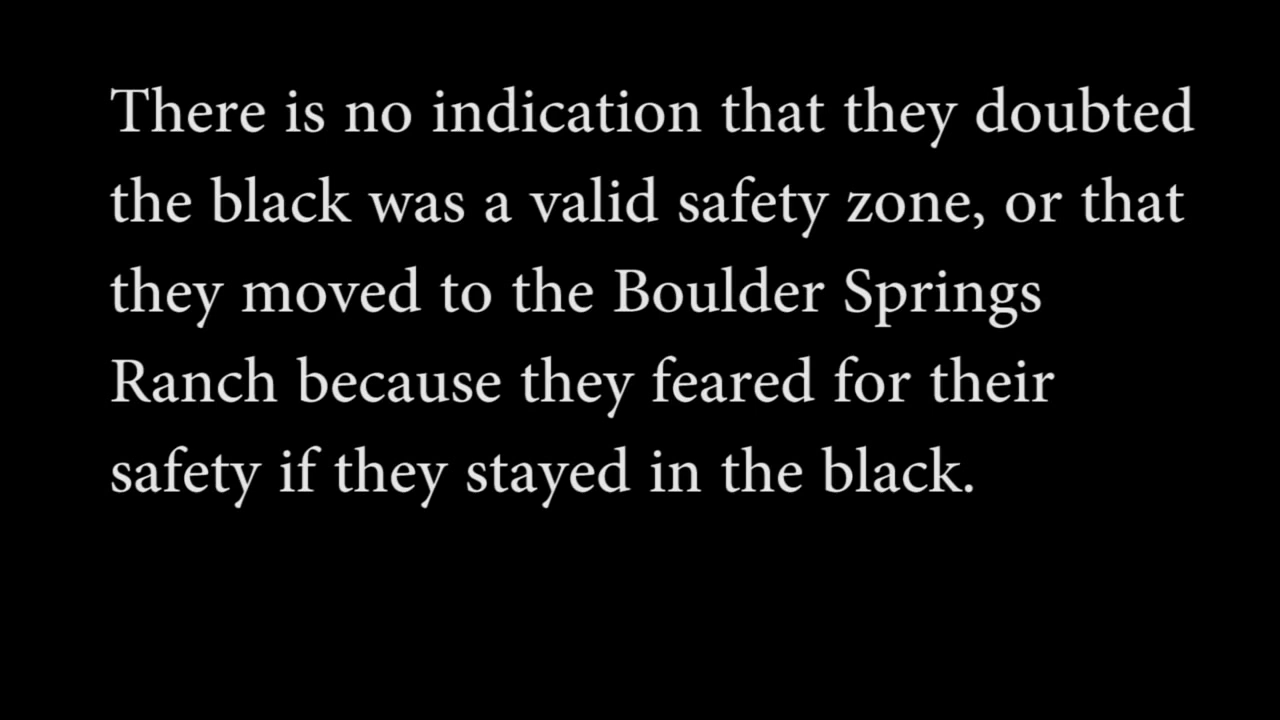 There is no indication that they doubted
the black was a valid safety zone, or that
they moved to the Boulder Springs
Ranch because they feared for their
safety if they stayed in the black.